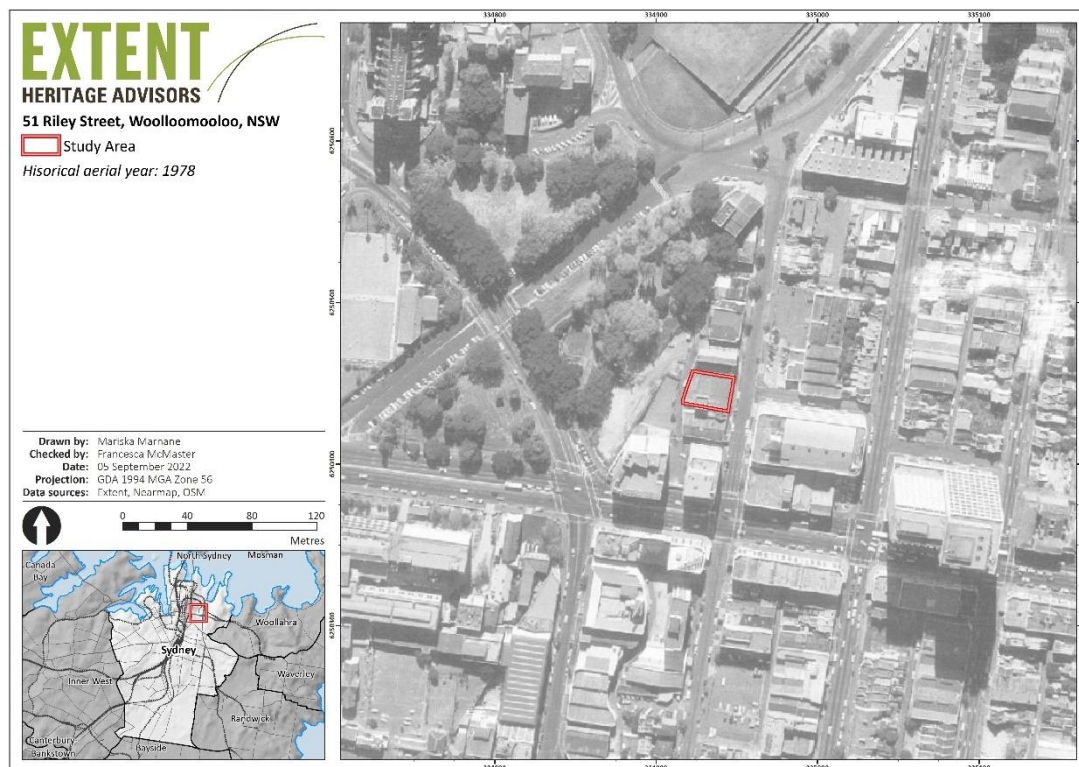 EXTENT
HERITAGE ADVISORS
51 Riley Street, Woolloomooloo, NSW
Study Area
Hisorical aerial year: 1978
Drawn by: Mariska Marnane
Checked by: Francesca McMaster
Date: 05 September 2022
Projection: GDA 1994 MGA Zone 56
Data sources: Extent, Nearmap, OSM
0 40 80 120
Metres
North Sydney
Mosman
Canada
Bay
Woollahra
Sydney
Inner West
Waverley
Randwick
Canterbury-
Bankstown
Bayside
334800 334900 335000 335100